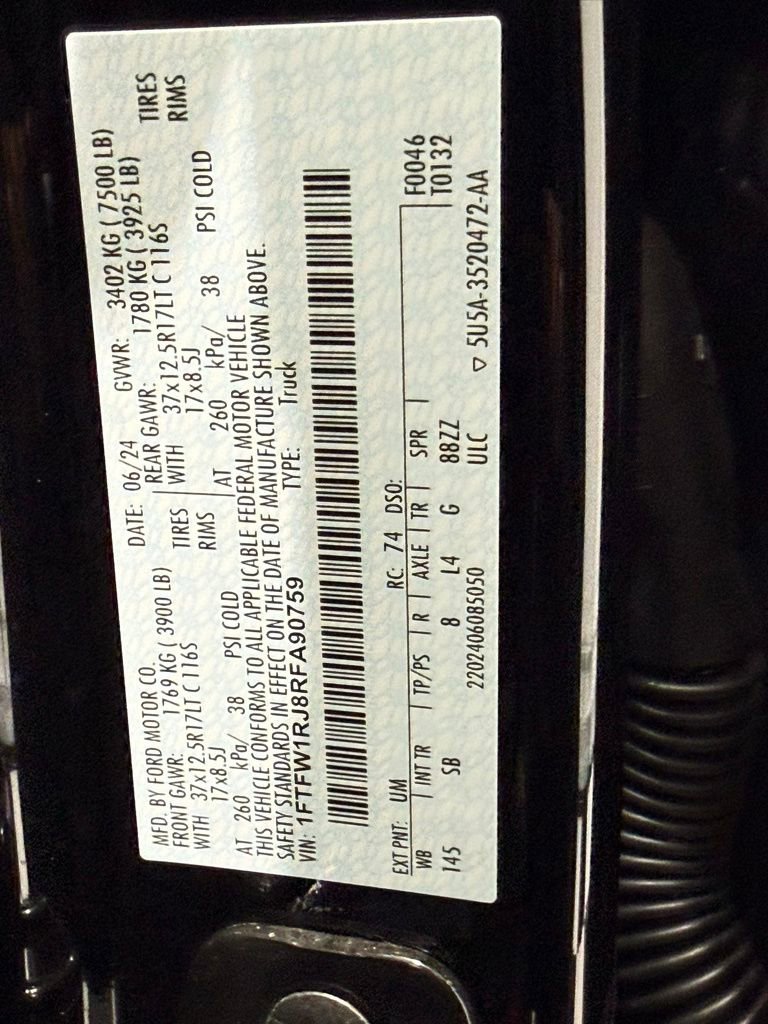 MFD. BY FORD MOTOR CO. DATE: 06/24 GVWR: 3402 KG ( 7500 LB)
FRONT GAWR: 1769 KG ( 3900 LB) REAR GAWR: 1780 KG ( 3925 LB)
WITH 37x12.5R17LT C 116S TIRES WITH 37x12.5R17LT C 116S TIRES
17x8.5J RIMS 17x8.5J RIMS
AT 260 kPa/ 38 PSI COLD AT 260 kPa/ 38 PSI COLD
THIS VEHICLE CONFORMS TO ALL APPLICABLE FEDERAL MOTOR VEHICLE
SAFETY STANDARDS IN EFFECT ON THE DATE OF MANUFACTURE SHOWN ABOVE.
VIN: 1FTFW1RJ8RFA90759 TYPE: Truck
EXT PNT: UM RC: 74 DSO: F0046
WB INT TR TP/PS R AXLE TR SPR T0132
145 SB 8 L4 G 88ZZ
2202406085050 ULC ▽ 5U5A-3520472-AA